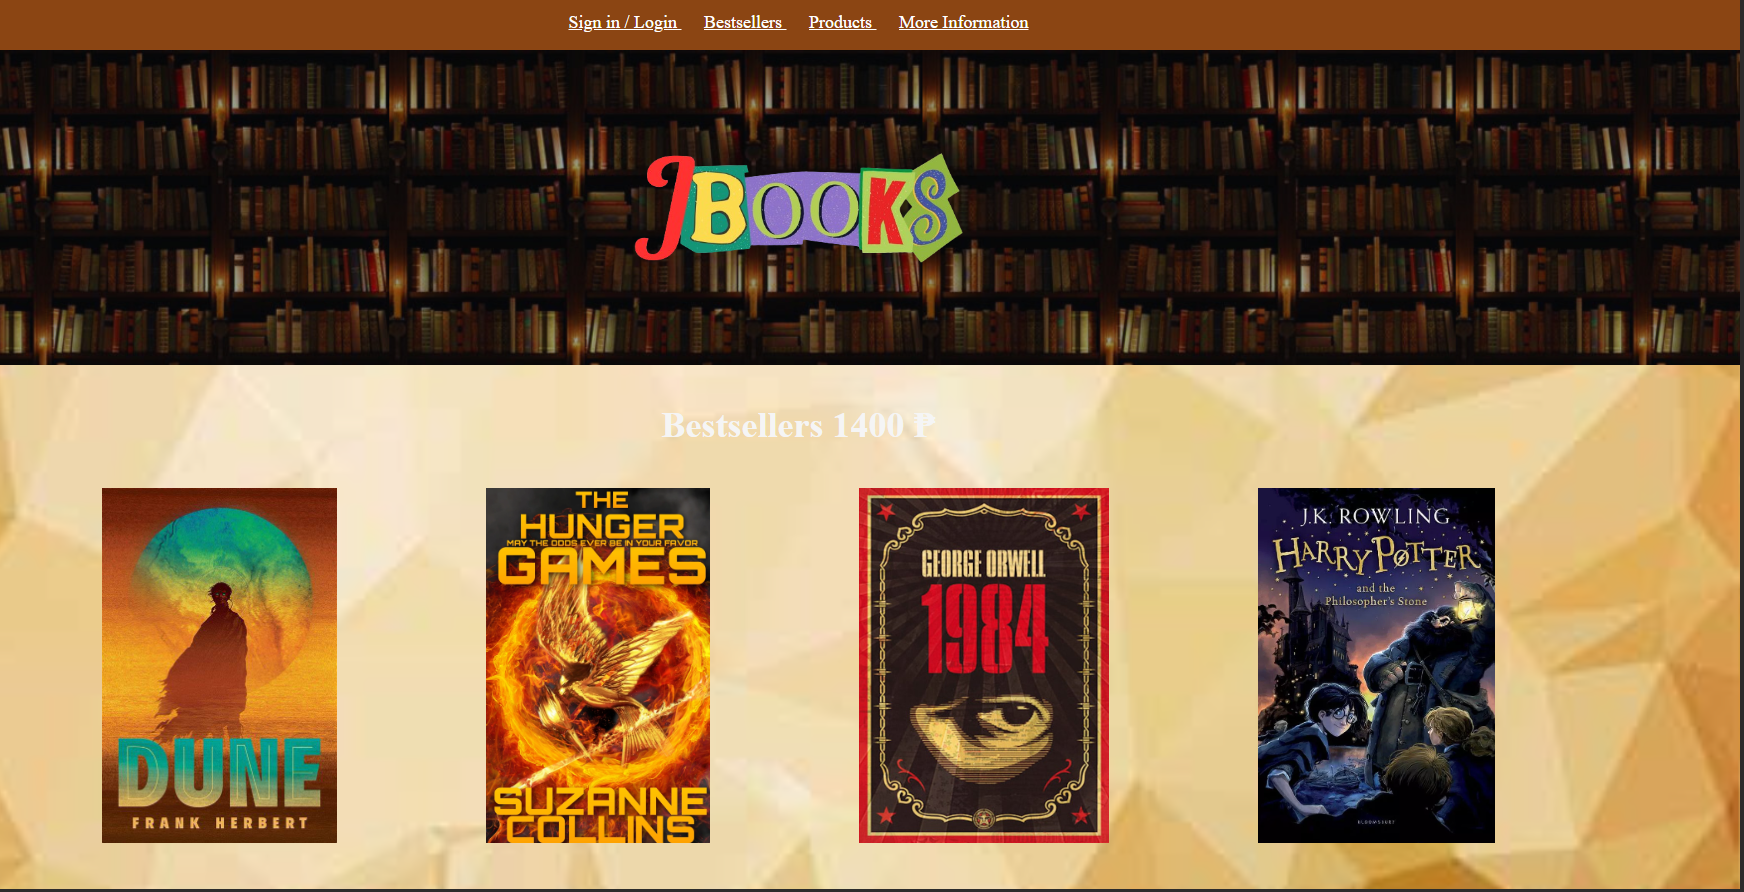 Sign in / Login Bestsellers Products More Information
JBOOKS
Bestsellers 1400 ₱
DUNE
FRANK HERBERT
THE
HUNGER
MAY THE ODDS EVER BE IN YOUR FAVOR
GAMES
SUZANNE
COLLINS
GEORGE ORWELL
1984
J.K. ROWLING
HARRY POTTER
and the
Philosopher's Stone
BLOOMSBURY